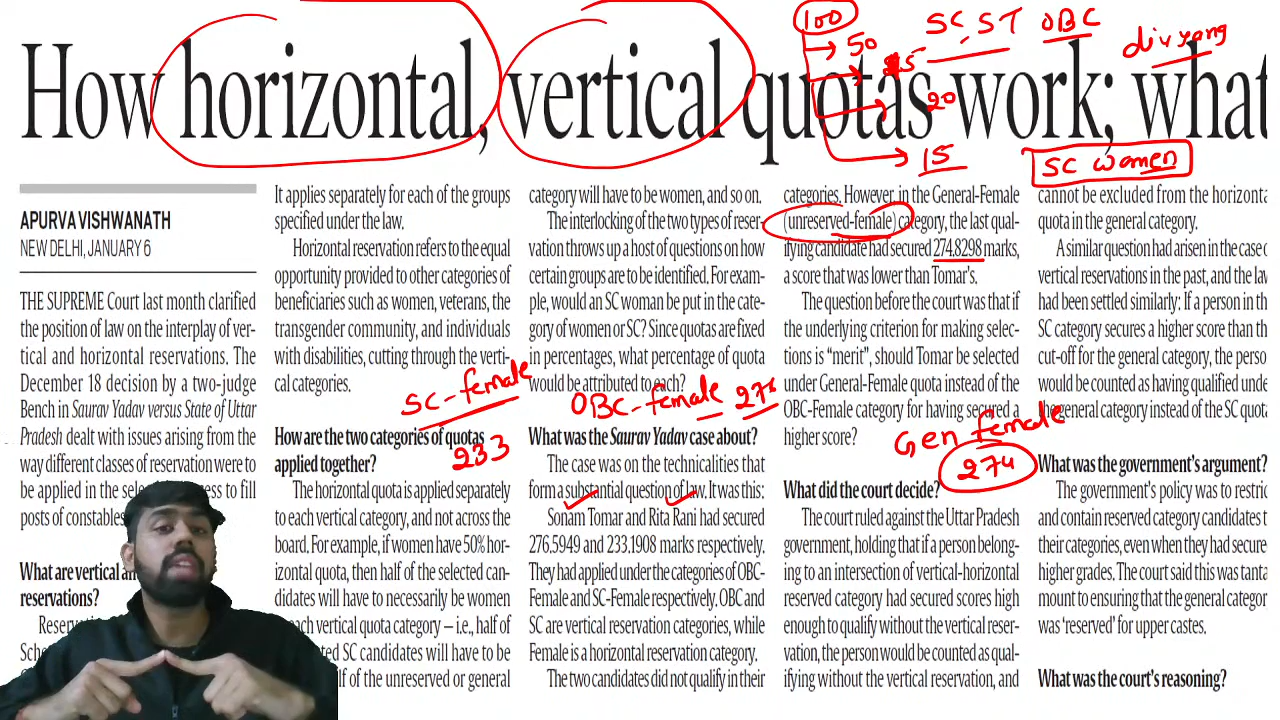 How horizontal, vertical quotas work; what
100
50
SC, ST OBC
divyang
20
15
SC women
APURVA VISHWANATH
NEW DELHI, JANUARY 6
THE SUPREME Court last month clarified
the position of law on the interplay of ver-
tical and horizontal reservations. The
December 18 decision by a two-judge
Bench in Saurav Yadav versus State of Uttar
Pradesh dealt with issues arising from the
way different classes of reservation were to
be applied in the
to fill
posts of constables
What are vertical
reservations?
It applies separately for each of the groups
specified under the law.
Horizontal reservation refers to the equal
opportunity provided to other categories of
beneficiaries such as women, veterans, the
transgender community, and individuals
with disabilities, cutting through the verti-
cal categories.
SC-female
233
How are the two categories of quotas
applied together?
The horizontal quota is applied separately
to each vertical category, and not across the
board. For example, if women have 50% hor-
izontal quota, then half of the selected can-
didates will have to necessarily be women
each vertical quota category — i.e., half of
SC candidates will have to be
of the unreserved or general
category will have to be women, and so on.
The interlocking of the two types of reser-
vation throws up a host of questions on how
certain groups are to be identified. For exam-
ple, would an SC woman be put in the cate-
gory of women or SC? Since quotas are fixed
in percentages, what percentage of quota
would be attributed to each?
OBC-female 276
What was the Saurav Yadav case about?
The case was on the technicalities that
form a substantial question of law. It was this:
Sonam Tomar and Rita Rani had secured
276.5949 and 233.1908 marks respectively.
They had applied under the categories of OBC-
Female and SC-Female respectively. OBC and
SC are vertical reservation categories, while
Female is a horizontal reservation category.
The two candidates did not qualify in their
categories. However, in the General-Female
(unreserved-female) category, the last qual-
ifying candidate had secured 274.8298 marks,
a score that was lower than Tomar's.
The question before the court was that if
the underlying criterion for making selec-
tions is "merit", should Tomar be selected
under General-Female quota instead of the
OBC-Female category for having secured a
higher score?
Gen female
274
What did the court decide?
The court ruled against the Uttar Pradesh
government, holding that if a person belong-
ing to an intersection of vertical-horizontal
reserved category had secured scores high
enough to qualify without the vertical reser-
vation, the person would be counted as qual-
ifying without the vertical reservation, and
cannot be excluded from the horizonta
quota in the general category.
A similar question had arisen in the case o
vertical reservations in the past, and the law
had been settled similarly: If a person in th
SC category secures a higher score than th
cut-off for the general category, the perso
would be counted as having qualified unde
the general category instead of the SC quot
What was the government's argument?
The government's policy was to restric
and contain reserved category candidates t
their categories, even when they had secure
higher grades. The court said this was tanta
mount to ensuring that the general categor
was 'reserved' for upper castes.
What was the court's reasoning?